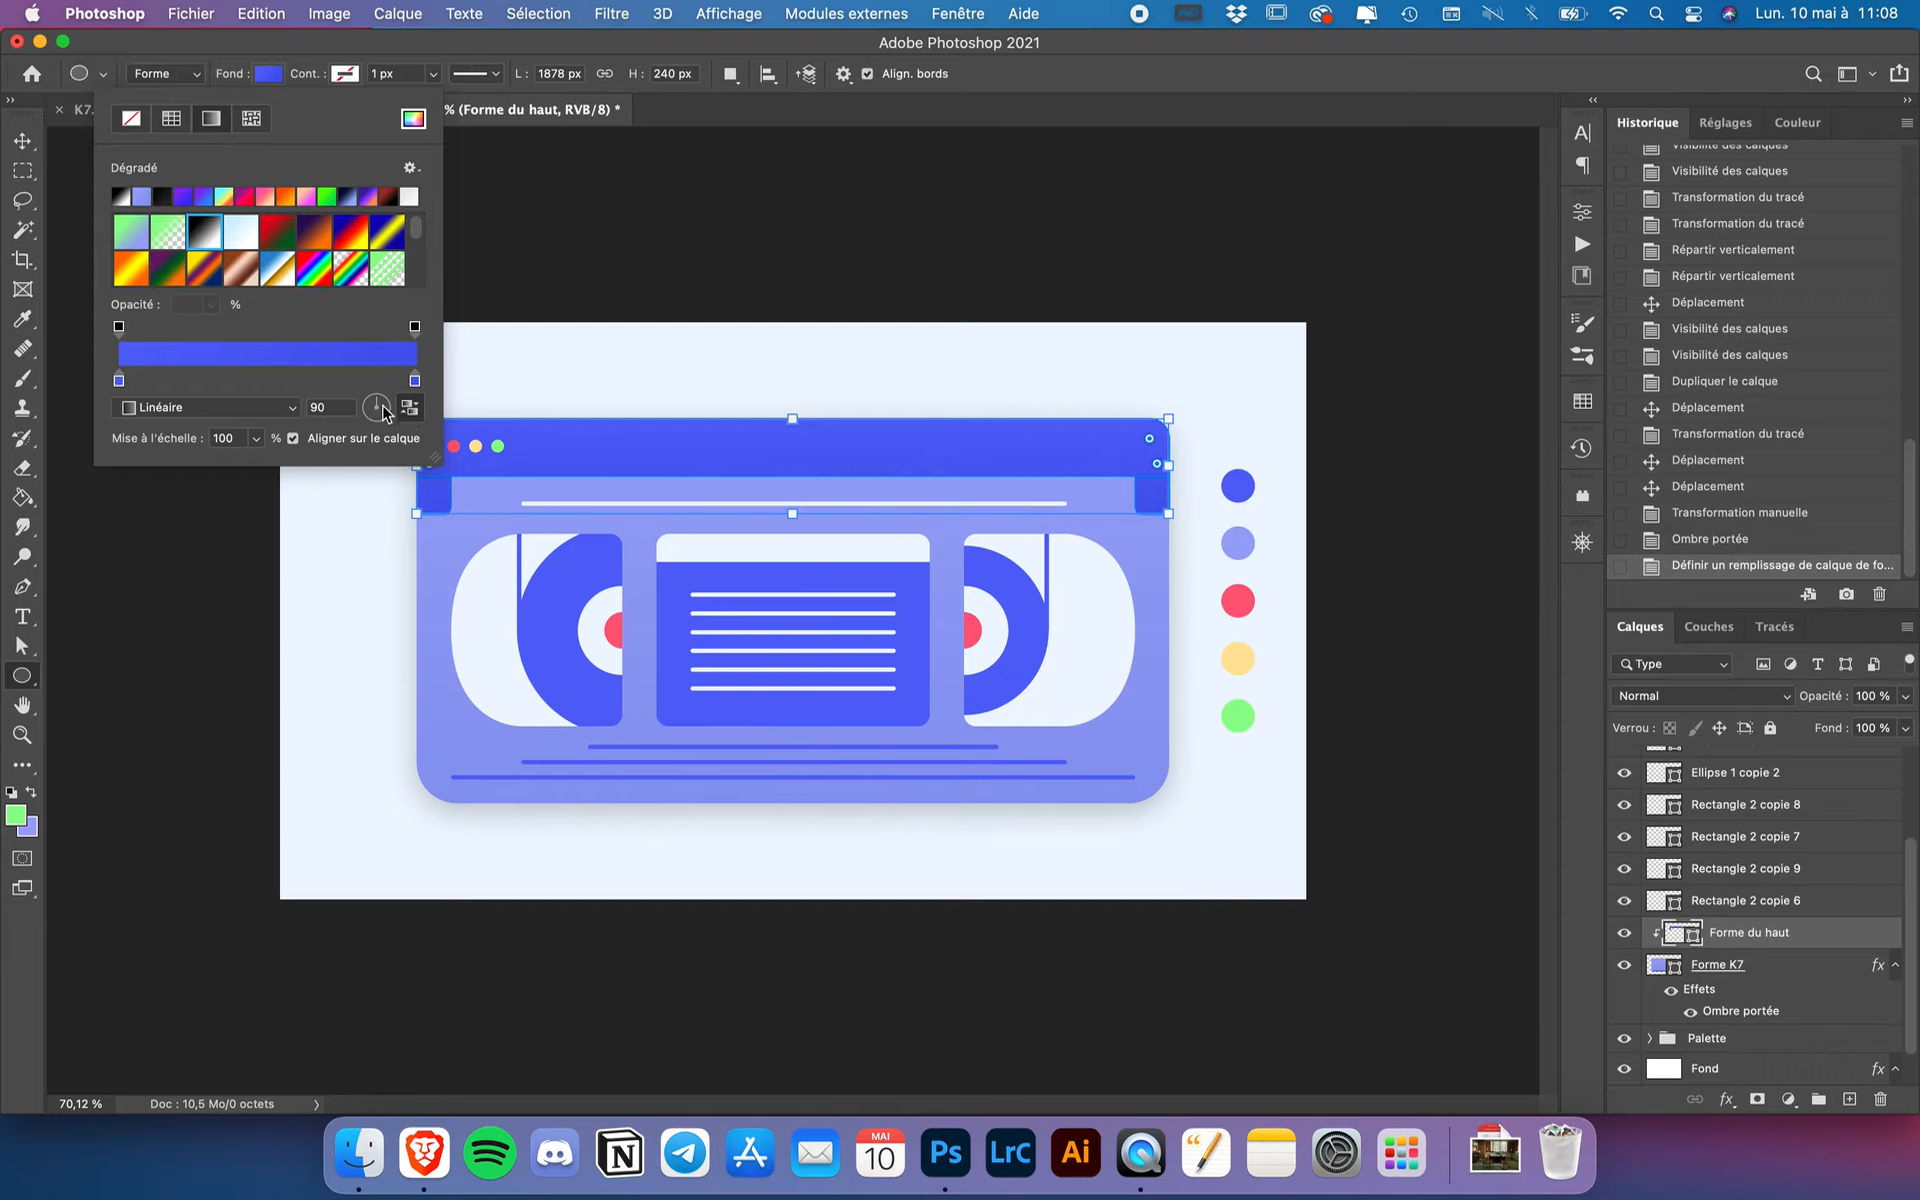 Photoshop Fichier Edition Image Calque Texte Sélection Filtre 3D Affichage Modules externes Fenêtre Aide Lun. 10 mai à 11:08
Adobe Photoshop 2021
Forme Fond : Cont. : 1 px L : 1878 px H : 240 px Align. bords
K7. % (Forme du haut, RVB/8) *
Dégradé
Opacité : %
Linéaire 90
Mise à l'échelle : 100 % Aligner sur le calque
Historique Réglages Couleur
Visibilité des calques
Visibilité des calques
Transformation du tracé
Transformation du tracé
Répartir verticalement
Répartir verticalement
Déplacement
Visibilité des calques
Visibilité des calques
Dupliquer le calque
Déplacement
Transformation du tracé
Déplacement
Déplacement
Transformation manuelle
Ombre portée
Définir un remplissage de calque de fo...
Calques Couches Tracés
Type
Normal Opacité : 100 %
Verrou : Fond : 100 %
Ellipse 1 copie 2
Rectangle 2 copie 8
Rectangle 2 copie 7
Rectangle 2 copie 9
Rectangle 2 copie 6
Forme du haut
Forme K7 fx
Effets
Ombre portée
Palette
Fond fx
70,12 % Doc : 10,5 Mo/0 octets
fx
MAI
10
Ps
LrC
Ai